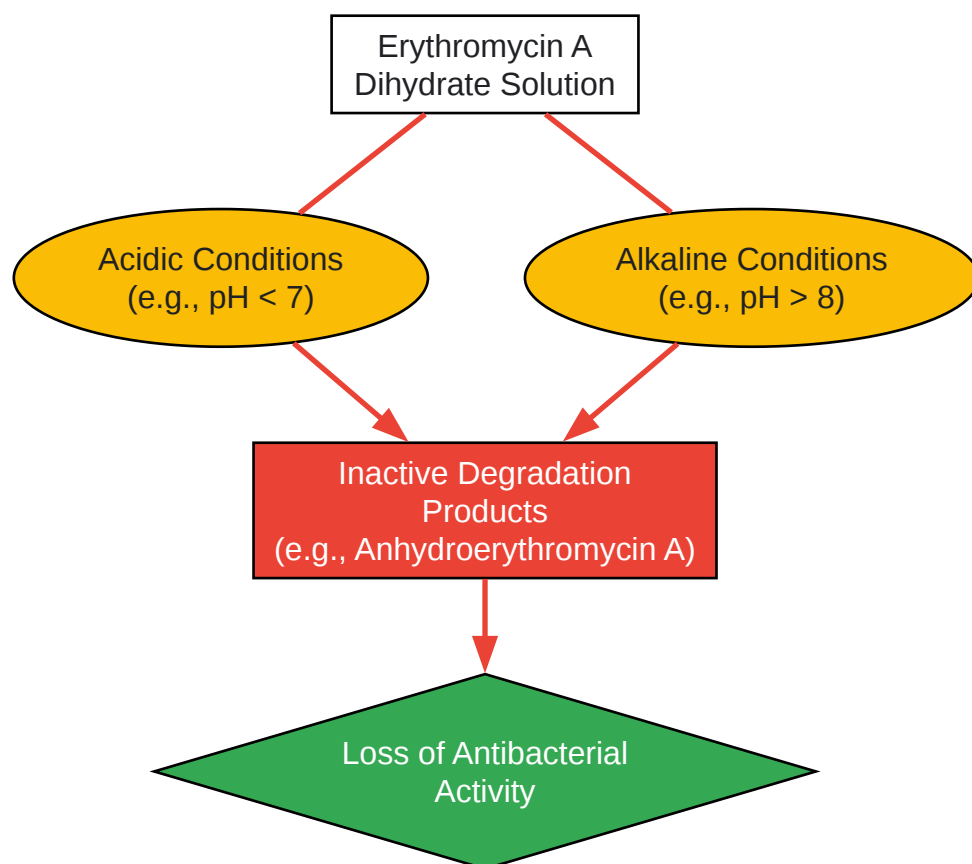 Erythromycin A
Dihydrate Solution
Acidic Conditions
(e.g., pH < 7)
Alkaline Conditions
(e.g., pH > 8)
Inactive Degradation
Products
(e.g., Anhydroerythromycin A)
Loss of Antibacterial
Activity